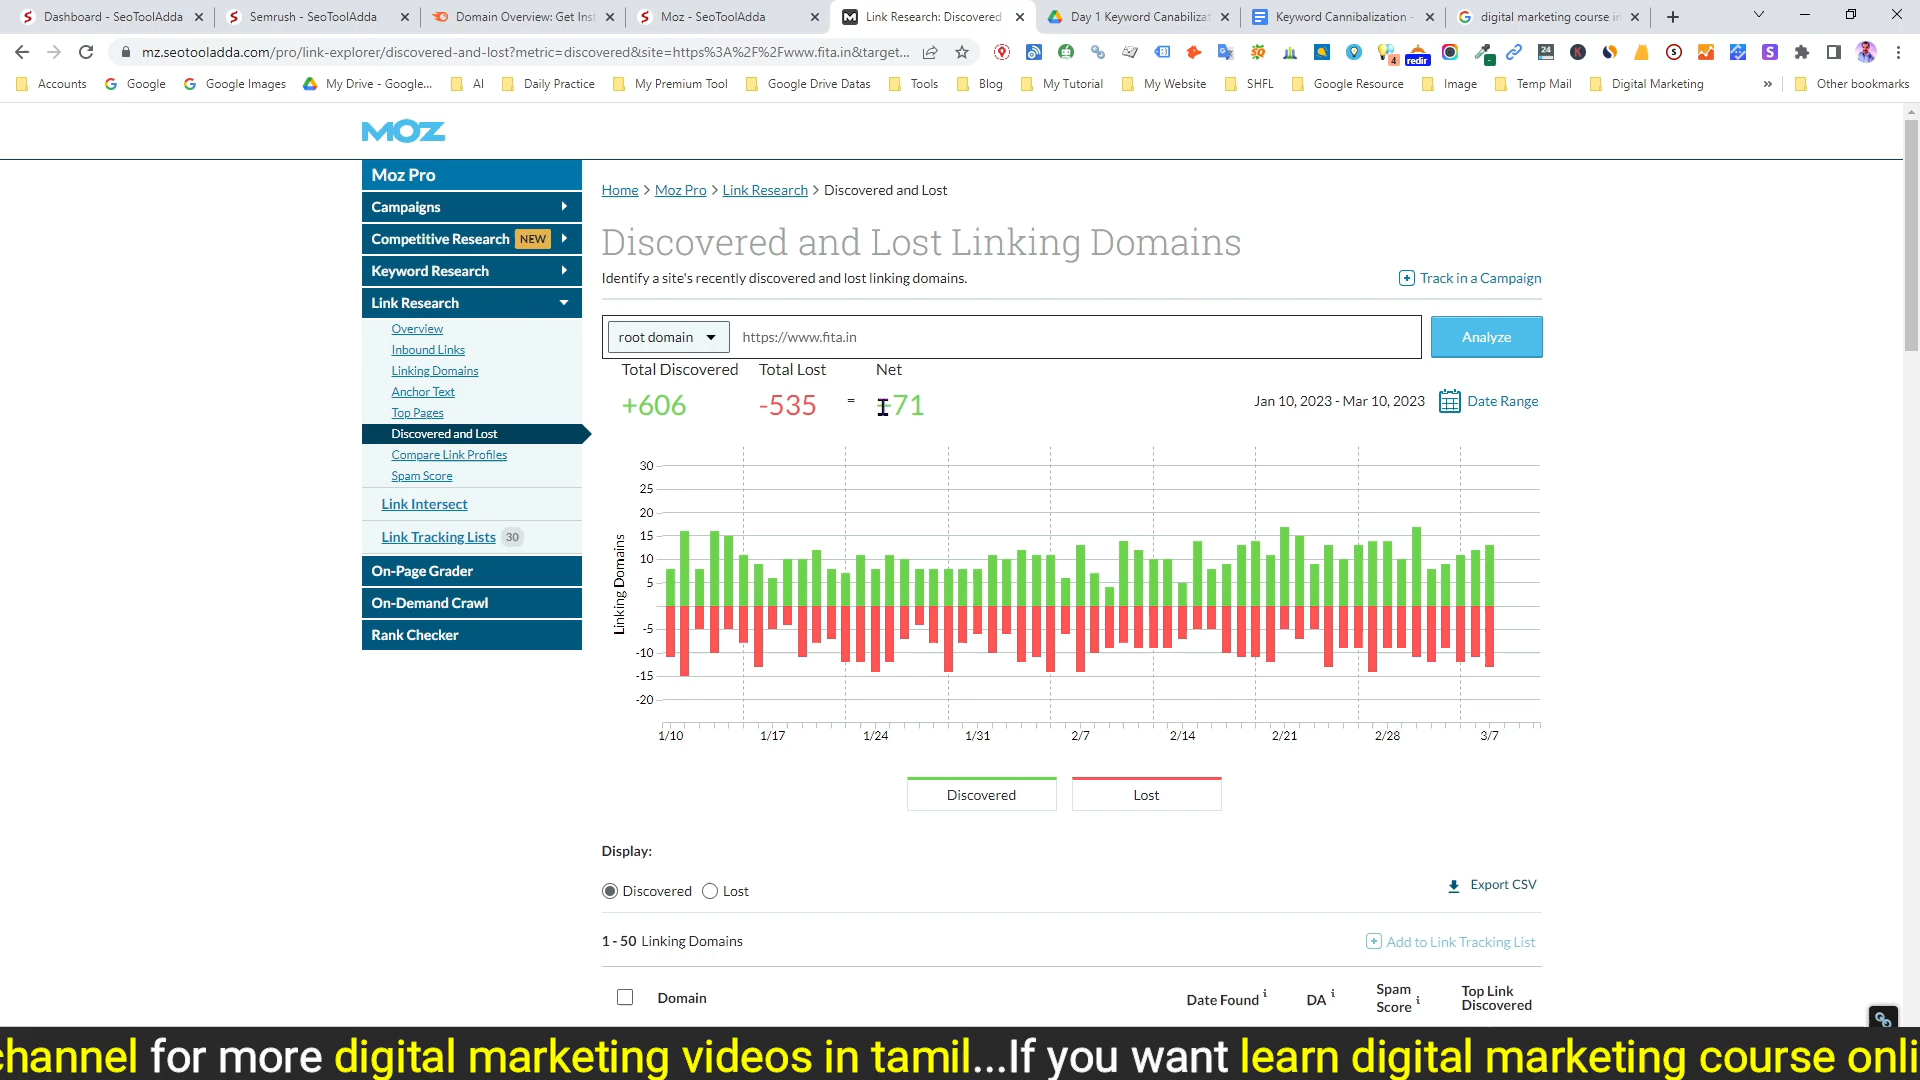 Dashboard - SeoToolAdda
Semrush - SeoToolAdda
Domain Overview: Get Inst
Moz - SeoToolAdda
Link Research: Discovered
Day 1 Keyword Canabilizat
Keyword Cannibalization -
digital marketing course in
mz.seotooladda.com/pro/link-explorer/discovered-and-lost?metric=discovered&site=https%3A%2F%2Fwww.fita.in&target...
4
redir
24
Accounts
Google
Google Images
My Drive - Google...
AI
Daily Practice
My Premium Tool
Google Drive Datas
Tools
Blog
My Tutorial
My Website
SHFL
Google Resource
Image
Temp Mail
Digital Marketing
»
Other bookmarks
MOZ
Moz Pro
Campaigns
Competitive Research NEW
Keyword Research
Link Research
Overview
Inbound Links
Linking Domains
Anchor Text
Top Pages
Discovered and Lost
Compare Link Profiles
Spam Score
Link Intersect
Link Tracking Lists 30
On-Page Grader
On-Demand Crawl
Rank Checker
Home > Moz Pro > Link Research > Discovered and Lost
Discovered and Lost Linking Domains
Identify a site's recently discovered and lost linking domains.
Track in a Campaign
root domain
https://www.fita.in
Analyze
Total Discovered Total Lost Net
+606 -535 = +71
Jan 10, 2023 - Mar 10, 2023
Date Range
Linking Domains
30
25
20
15
10
5
-5
-10
-15
-20
1/10 1/17 1/24 1/31 2/7 2/14 2/21 2/28 3/7
Discovered
Lost
Display:
Discovered Lost
Export CSV
1 - 50 Linking Domains
Add to Link Tracking List
Domain
Date Found i
DA i
Spam Score i
Top Link Discovered
channel for more digital marketing videos in tamil...If you want learn digital marketing course onli